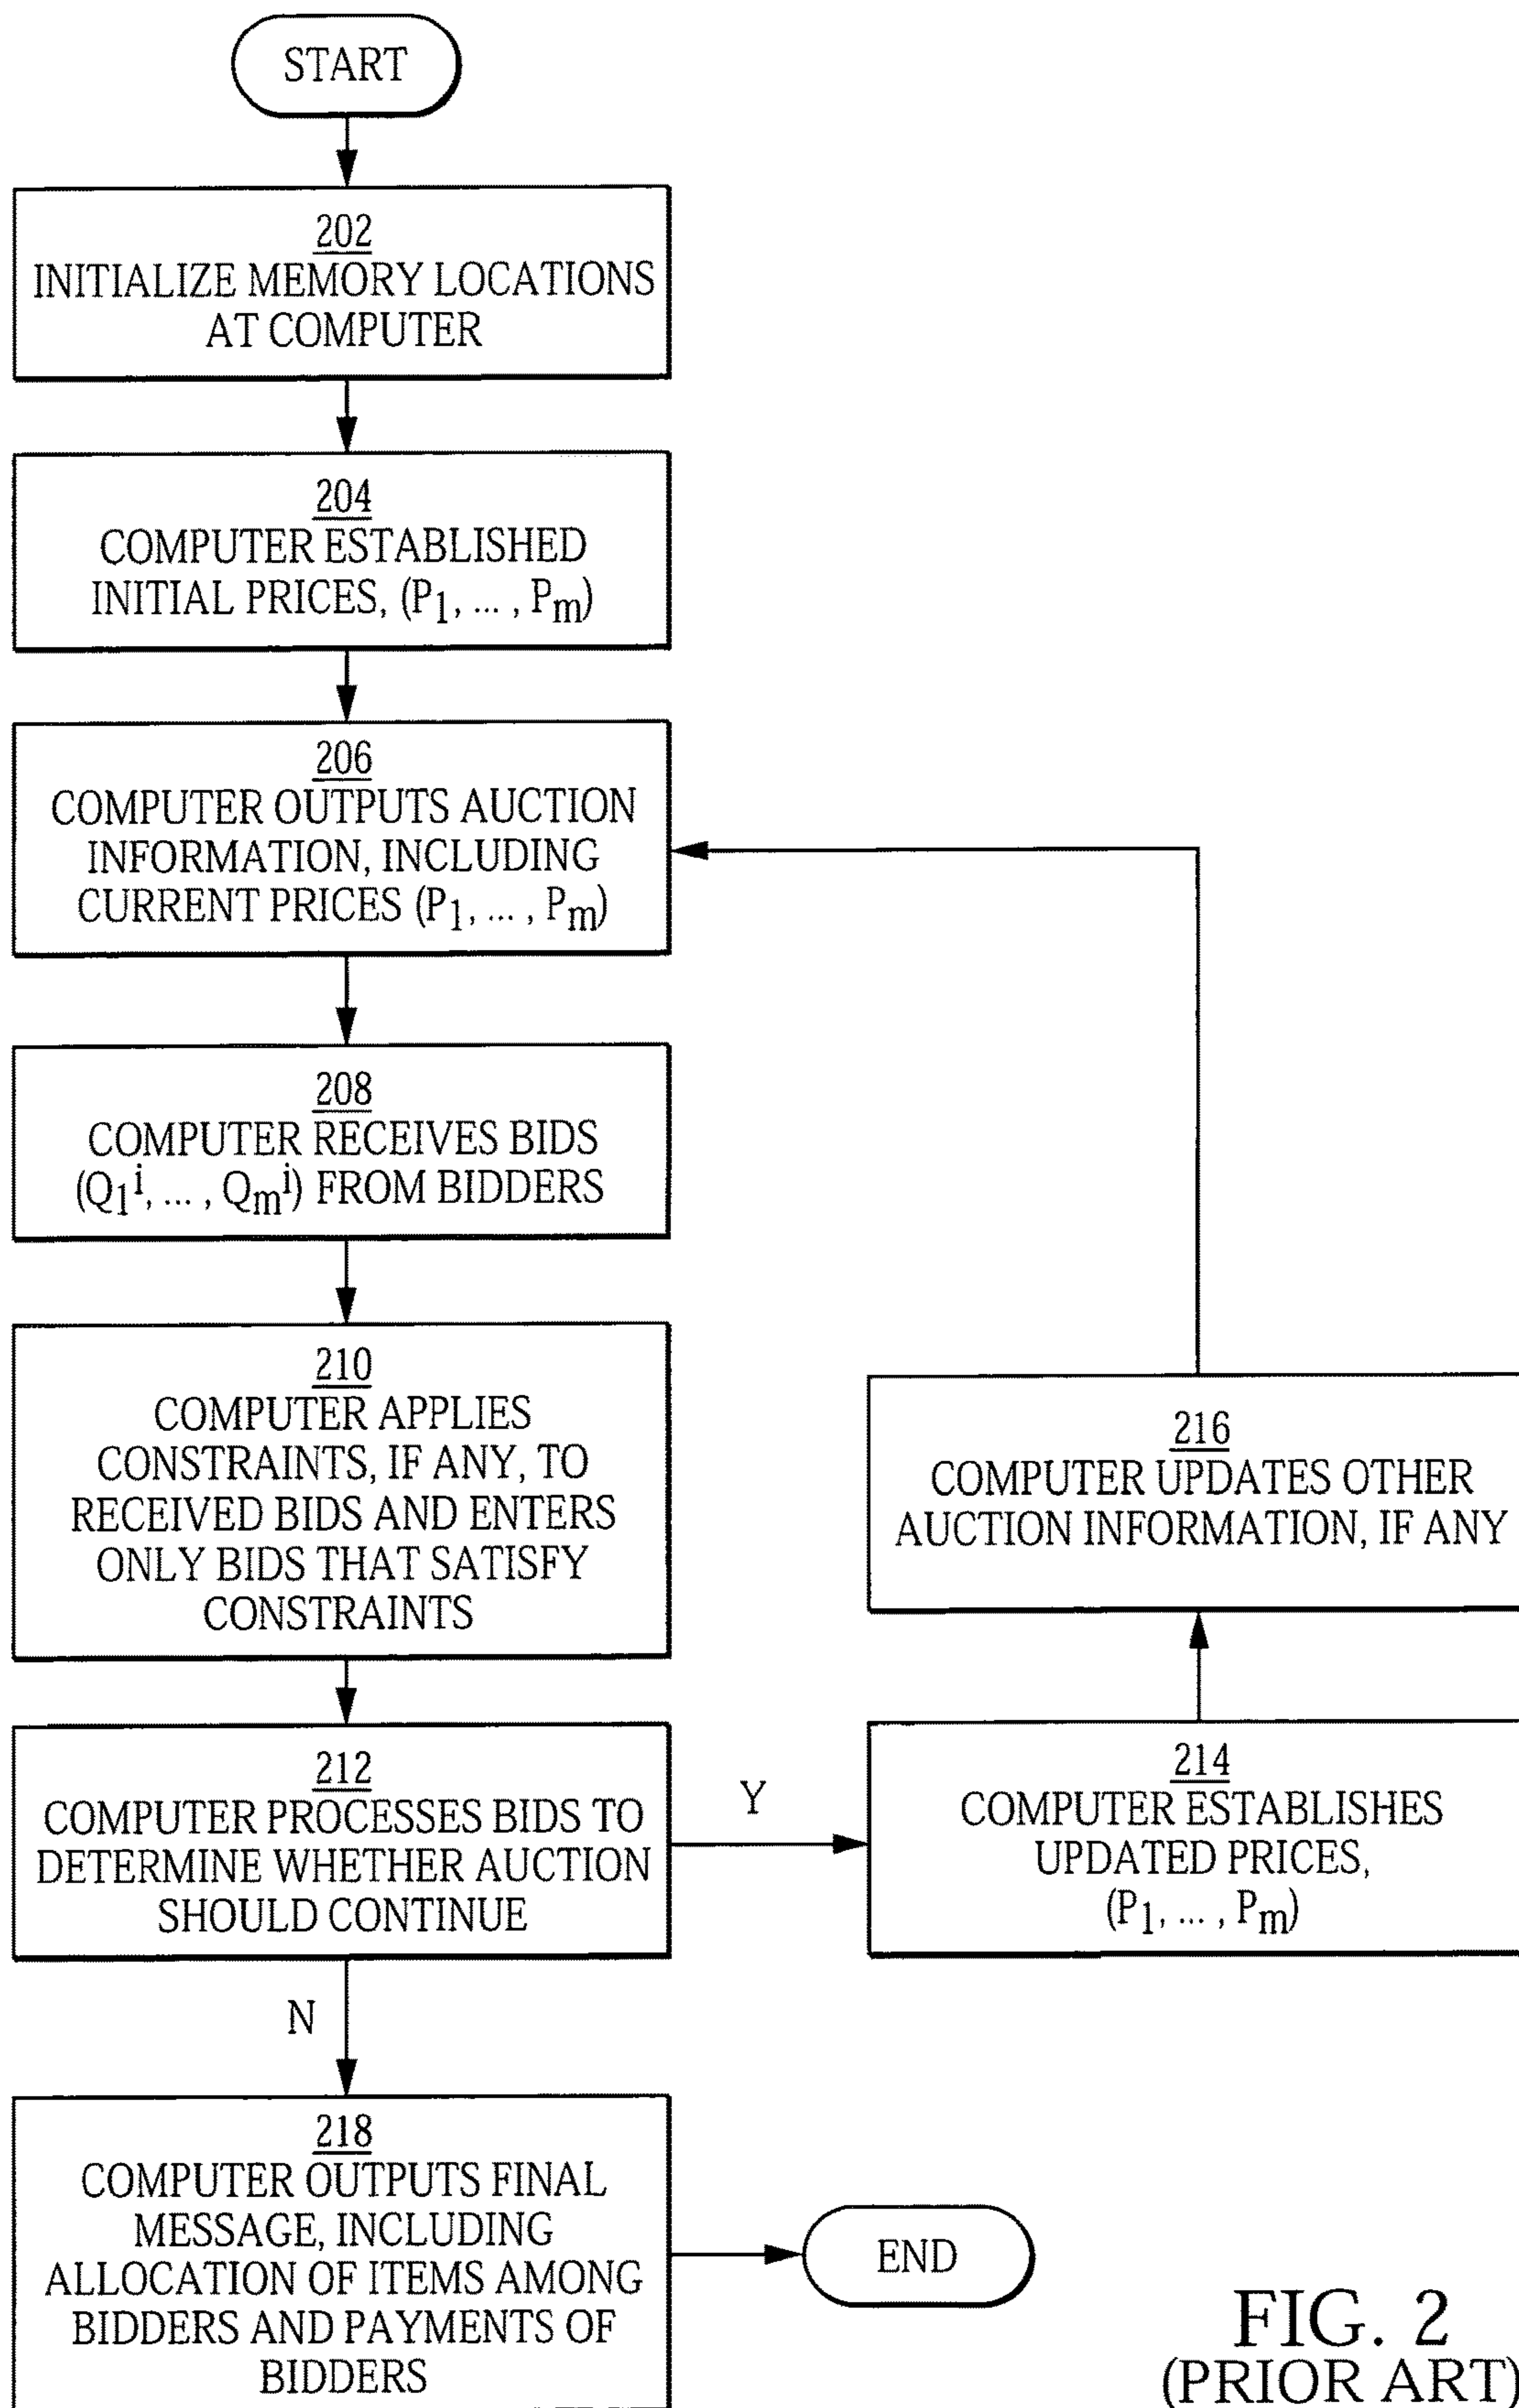 START
202
INITIALIZE MEMORY LOCATIONS
AT COMPUTER
204
COMPUTER ESTABLISHED
INITIAL PRICES, (P1, ... , Pm)
206
COMPUTER OUTPUTS AUCTION
INFORMATION, INCLUDING
CURRENT PRICES (P1, ... , Pm)
208
COMPUTER RECEIVES BIDS
(Q1^i, ... , Qm^i) FROM BIDDERS
210
COMPUTER APPLIES
CONSTRAINTS, IF ANY, TO
RECEIVED BIDS AND ENTERS
ONLY BIDS THAT SATISFY
CONSTRAINTS
212
COMPUTER PROCESSES BIDS TO
DETERMINE WHETHER AUCTION
SHOULD CONTINUE
Y
214
COMPUTER ESTABLISHES
UPDATED PRICES,
(P1, ... , Pm)
216
COMPUTER UPDATES OTHER
AUCTION INFORMATION, IF ANY
N
218
COMPUTER OUTPUTS FINAL
MESSAGE, INCLUDING
ALLOCATION OF ITEMS AMONG
BIDDERS AND PAYMENTS OF
BIDDERS
END
FIG. 2
(PRIOR ART)